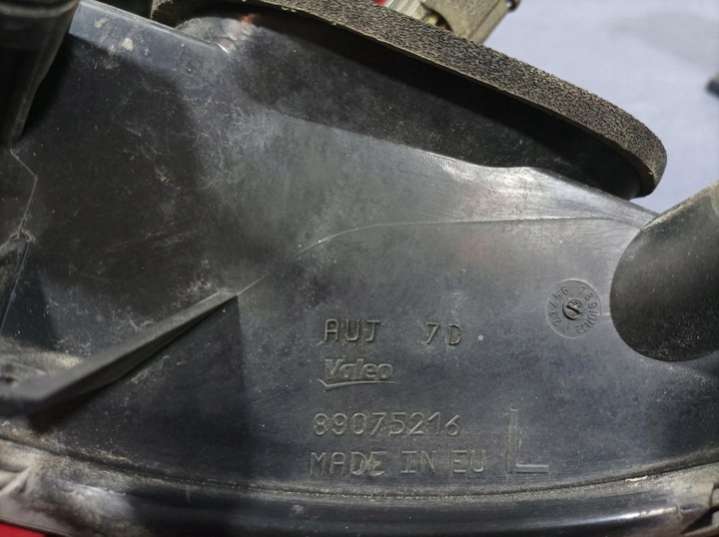 AUJ 7D
Valeo
89075216
MADE IN EU L